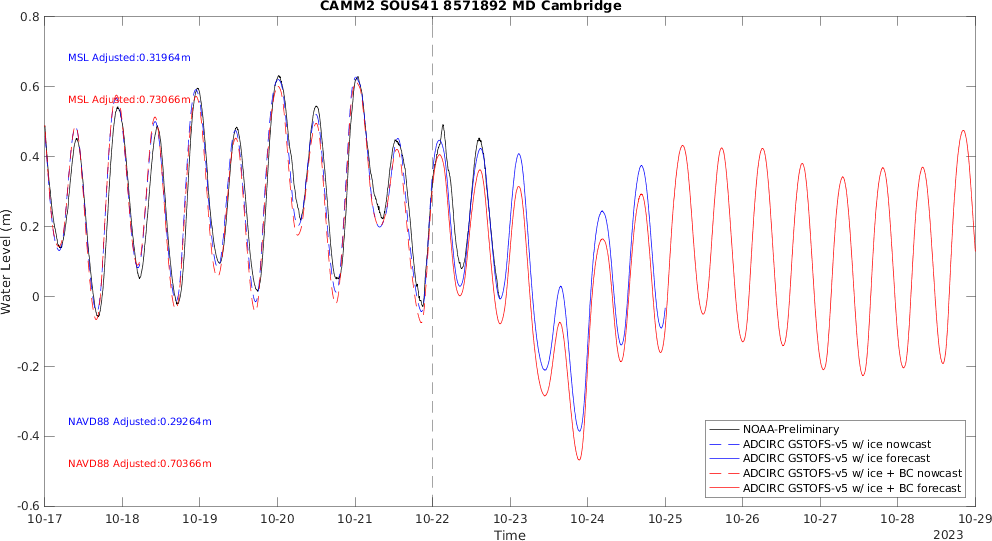 CAMM2 SOUS41 8571892 MD Cambridge
0.8
0.6
0.4
0.2
0
-0.2
-0.4
-0.6
Water Level (m)
MSL Adjusted:0.31964m
MSL Adjusted:0.73066m
NAVD88 Adjusted:0.29264m
NAVD88 Adjusted:0.70366m
NOAA-Preliminary
ADCIRC GSTOFS-v5 w/ ice nowcast
ADCIRC GSTOFS-v5 w/ ice forecast
ADCIRC GSTOFS-v5 w/ ice + BC nowcast
ADCIRC GSTOFS-v5 w/ ice + BC forecast
10-17 10-18 10-19 10-20 10-21 10-22 10-23 10-24 10-25 10-26 10-27 10-28 10-29
Time
2023